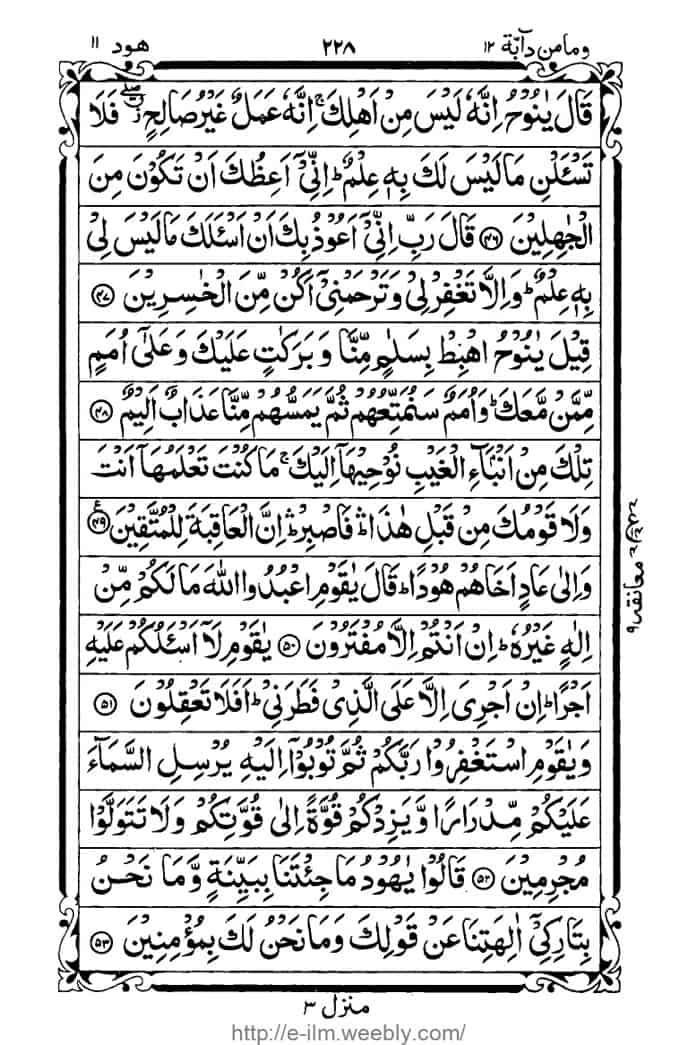 وما من دآبة ١٢
٢٢٨
هود ١١
قَالَ يٰنُوْحُ اِنَّهٗ لَيْسَ مِنْ اَهْلِكَ ۚ اِنَّهٗ عَمَلٌ غَيْرُ صَالِحٍ ۖ فَلَا
تَسْـَٔلْنِ مَا لَيْسَ لَكَ بِهٖ عِلْمٌ ؕ اِنِّيْۤ اَعِظُكَ اَنْ تَكُوْنَ مِنَ
الْجٰهِلِيْنَ ﴿۴۶﴾ قَالَ رَبِّ اِنِّيْۤ اَعُوْذُ بِكَ اَنْ اَسْـَٔلَكَ مَا لَيْسَ لِيْ
بِهٖ عِلْمٌ ؕ وَاِلَّا تَغْفِرْ لِيْ وَتَرْحَمْنِيْۤ اَكُنْ مِّنَ الْخٰسِرِيْنَ ﴿۴۷﴾
قِيْلَ يٰنُوْحُ اهْبِطْ بِسَلٰمٍ مِّنَّا وَبَرَكٰتٍ عَلَيْكَ وَعَلٰۤى اُمَمٍ
مِّمَّنْ مَّعَكَ ؕ وَاُمَمٌ سَنُمَتِّعُهُمْ ثُمَّ يَمَسُّهُمْ مِّنَّا عَذَابٌ اَلِيْمٌ ﴿۴۸﴾
تِلْكَ مِنْ اَنْۢبَآءِ الْغَيْبِ نُوْحِيْهَاۤ اِلَيْكَ ۚ مَا كُنْتَ تَعْلَمُهَاۤ اَنْتَ
وَلَا قَوْمُكَ مِنْ قَبْلِ هٰذَا ۛؕ فَاصْبِرْ ۛؕ اِنَّ الْعَاقِبَةَ لِلْمُتَّقِيْنَ ﴿۴۹﴾ ع
وَاِلٰى عَادٍ اَخَاهُمْ هُوْدًا ؕ قَالَ يٰقَوْمِ اعْبُدُوا اللّٰهَ مَا لَكُمْ مِّنْ
اِلٰهٍ غَيْرُهٗ ؕ اِنْ اَنْتُمْ اِلَّا مُفْتَرُوْنَ ﴿۵۰﴾ يٰقَوْمِ لَاۤ اَسْـَٔلُكُمْ عَلَيْهِ
اَجْرًا ؕ اِنْ اَجْرِيَ اِلَّا عَلَى الَّذِيْ فَطَرَنِيْ ؕ اَفَلَا تَعْقِلُوْنَ ﴿۵۱﴾
وَيٰقَوْمِ اسْتَغْفِرُوْا رَبَّكُمْ ثُمَّ تُوْبُوْۤا اِلَيْهِ يُرْسِلِ السَّمَآءَ
عَلَيْكُمْ مِّدْرَارًا وَّيَزِدْكُمْ قُوَّةً اِلٰى قُوَّتِكُمْ وَلَا تَتَوَلَّوْا
مُجْرِمِيْنَ ﴿۵۲﴾ قَالُوْا يٰهُوْدُ مَا جِئْتَنَا بِبَيِّنَةٍ وَّمَا نَحْنُ
بِتَارِكِيْۤ اٰلِهَتِنَا عَنْ قَوْلِكَ وَمَا نَحْنُ لَكَ بِمُؤْمِنِيْنَ ﴿۵۳﴾
معانقه ٩
منزل ٣
http://e-ilm.weebly.com/